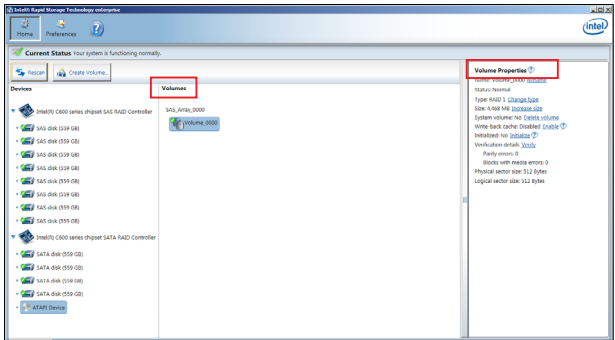 Intel® Rapid Storage Technology enterprise
Home
Preferences
intel
Current Status Your system is functioning normally.
Rescan
Create Volume...
Devices
Intel(R) C600 series chipset SAS RAID Controller
SAS disk (559 GB)
SAS disk (559 GB)
SAS disk (559 GB)
SAS disk (559 GB)
SAS disk (559 GB)
SAS disk (559 GB)
SAS disk (559 GB)
SAS disk (559 GB)
Intel(R) C600 series chipset SATA RAID Controller
SATA disk (559 GB)
SATA disk (559 GB)
SATA disk (559 GB)
SATA disk (559 GB)
ATAPI Device
Volumes
SAS_Array_0000
Volume_0000
Volume Properties ?
Name: Volume_0000 Rename
Status: Normal
Type: RAID 1 Change type
Size: 4,468 MB Increase size
System volume: No Delete volume
Write-back cache: Disabled Enable ?
Initialized: No Initialize ?
Verification details Verify
Parity errors: 0
Blocks with media errors: 0
Physical sector size: 512 Bytes
Logical sector size: 512 Bytes